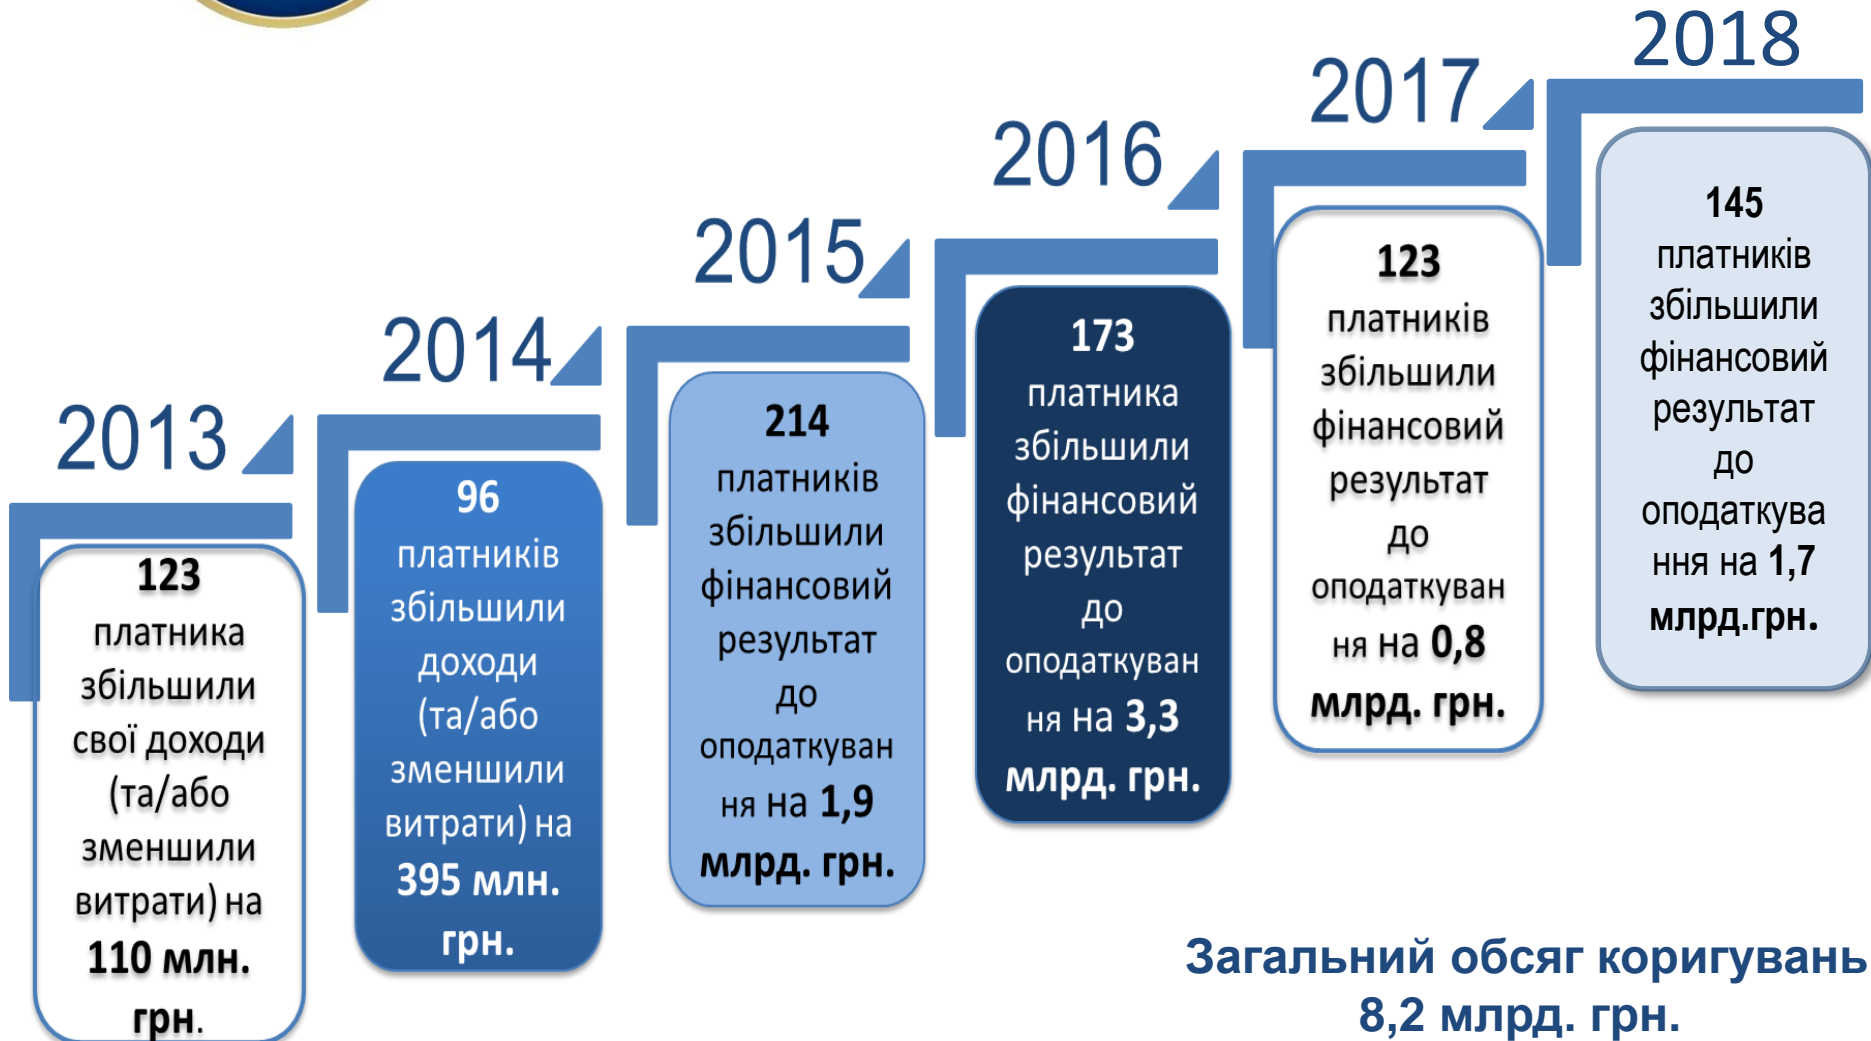 2013
123
платника
збільшили
свої доходи
(та/або
зменшили
витрати) на
110 млн.
грн.
2014
96
платників
збільшили
доходи
(та/або
зменшили
витрати) на
395 млн.
грн.
2015
214
платників
збільшили
фінансовий
результат
до
оподаткуван
ня на 1,9
млрд. грн.
2016
173
платника
збільшили
фінансовий
результат
до
оподаткуван
ня на 3,3
млрд. грн.
2017
123
платників
збільшили
фінансовий
результат
до
оподаткуван
ня на 0,8
млрд. грн.
2018
145
платників
збільшили
фінансовий
результат
до
оподаткува
ння на 1,7
млрд.грн.
Загальний обсяг коригувань
8,2 млрд. грн.